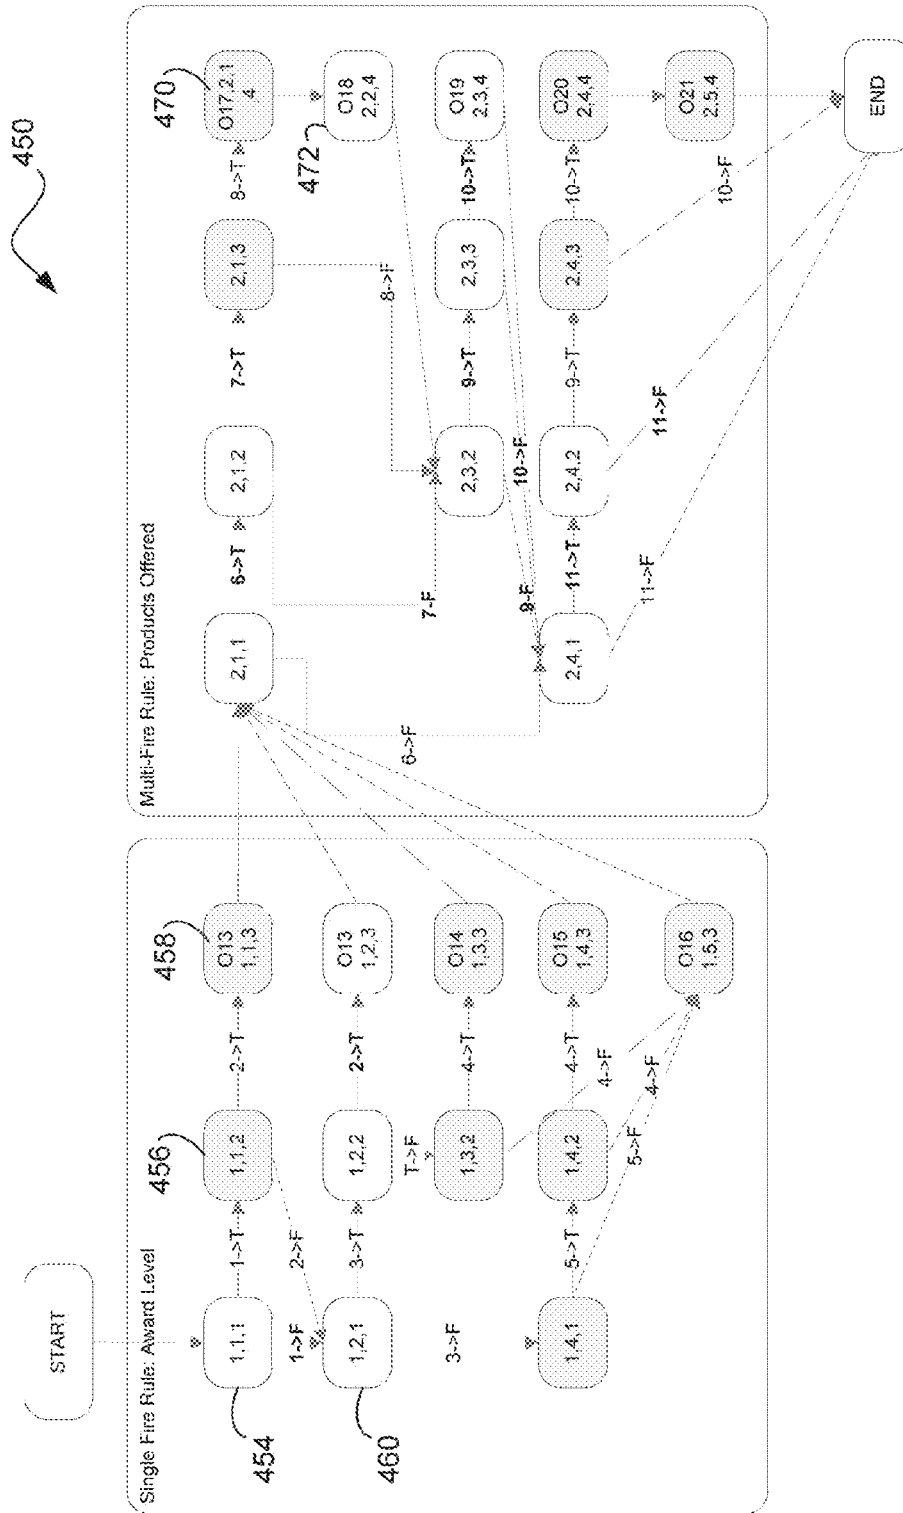 450
START
Single Fire Rule: Award Level
1,1,1
454
1->T
1,1,2
456
2->T
O13
1,1,3
458
1->F
2->F
1,2,1
460
3->T
1,2,2
2->T
O13
1,2,3
3->F
T->F
1,3,2
4->T
O14
1,3,3
1,4,1
5->T
1,4,2
4->T
O15
1,4,3
5->F
4->F
4->F
O16
1,5,3
Multi-Fire Rule: Products Offered
2,1,1
6->T
2,1,2
7->T
2,1,3
8->T
O17,2,1
4
470
O18
2,2,4
472
6->F
7-F
8->F
2,3,2
9->T
2,3,3
10->T
O19
2,3,4
9-F
10->F
2,4,1
11->T
2,4,2
9->T
2,4,3
10->T
O20
2,4,4
O21
2,5,4
11->F
11->F
10->F
END